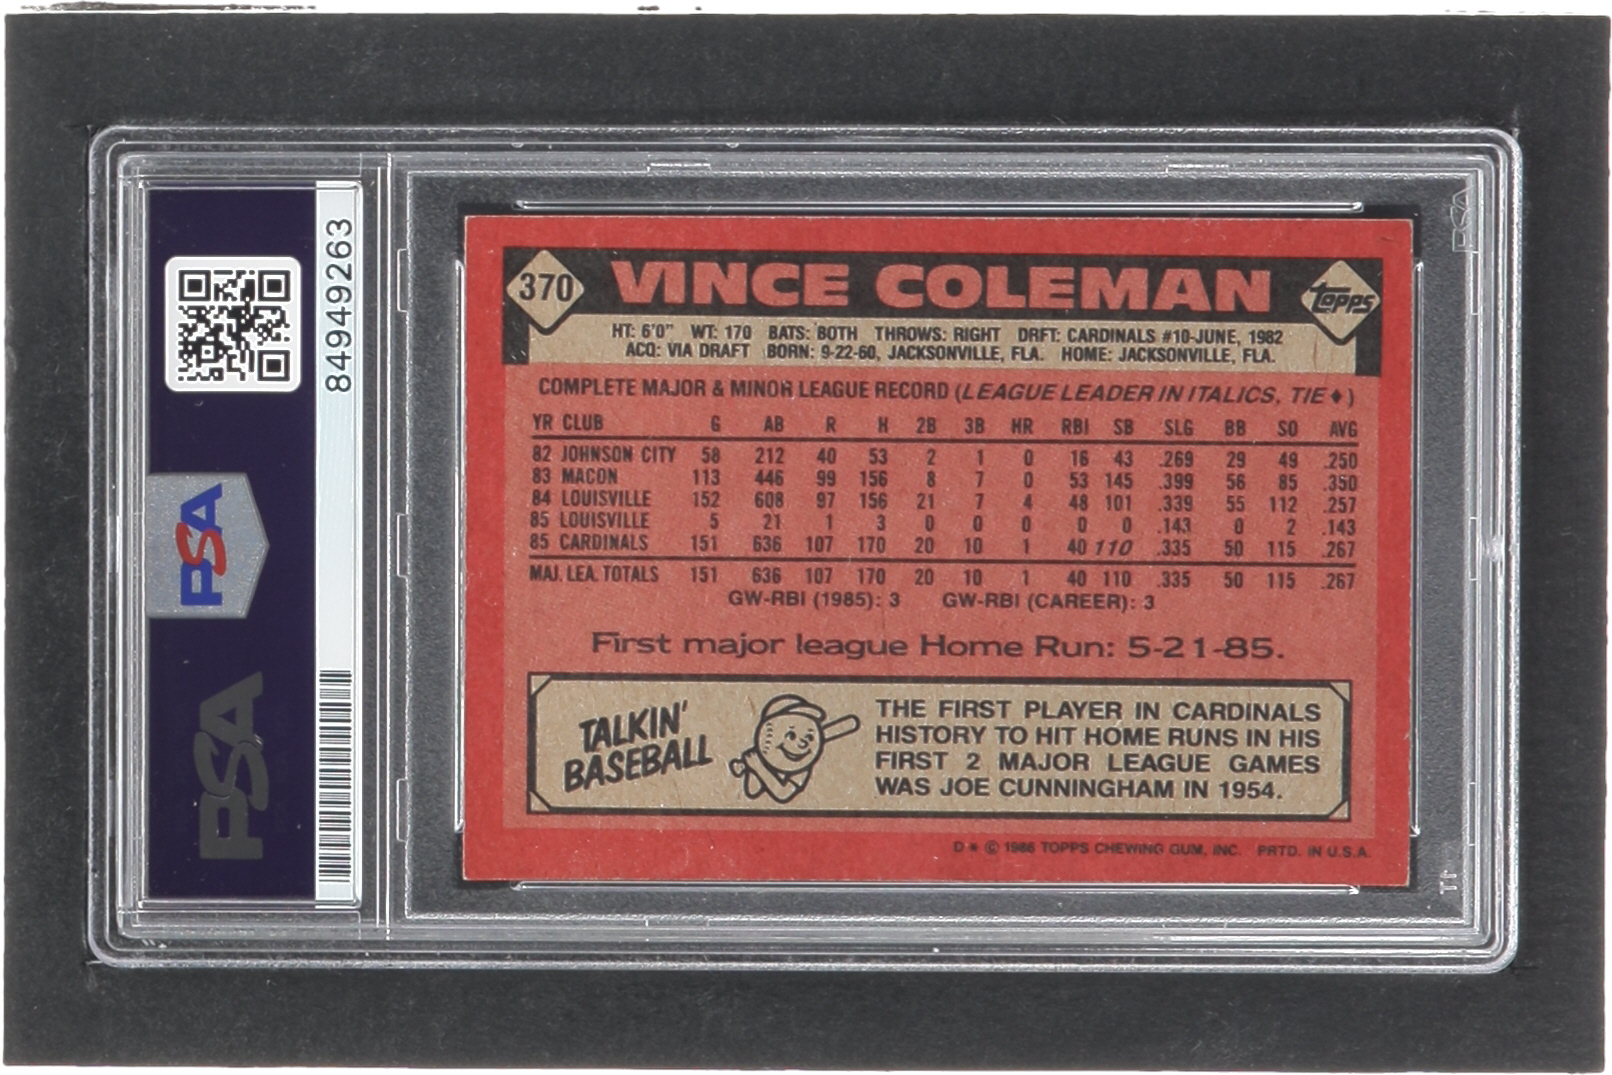 84949263
PSA
PSA
PSA
370 VINCE COLEMAN topps
HT: 6'0" WT: 170 BATS: BOTH THROWS: RIGHT DRFT: CARDINALS #10-JUNE, 1982
ACQ: VIA DRAFT BORN: 9-22-60, JACKSONVILLE, FLA. HOME: JACKSONVILLE, FLA.
COMPLETE MAJOR & MINOR LEAGUE RECORD (LEAGUE LEADER IN ITALICS, TIE ♦)
YR CLUB G AB R H 2B 3B HR RBI SB SLG BB SO AVG
82 JOHNSON CITY 58 212 40 53 2 1 0 16 43 .269 29 49 .250
83 MACON 113 446 99 156 8 7 0 53 145 .399 56 85 .350
84 LOUISVILLE 152 608 97 156 21 7 4 48 101 .339 55 112 .257
85 LOUISVILLE 5 21 1 3 0 0 0 0 0 .143 0 2 .143
85 CARDINALS 151 636 107 170 20 10 1 40 110 .335 50 115 .267
MAJ. LEA. TOTALS 151 636 107 170 20 10 1 40 110 .335 50 115 .267
GW-RBI (1985): 3 GW-RBI (CAREER): 3
First major league Home Run: 5-21-85.
TALKIN'
BASEBALL
THE FIRST PLAYER IN CARDINALS
HISTORY TO HIT HOME RUNS IN HIS
FIRST 2 MAJOR LEAGUE GAMES
WAS JOE CUNNINGHAM IN 1954.
D * © 1986 TOPPS CHEWING GUM, INC. PRTD. IN U.S.A.